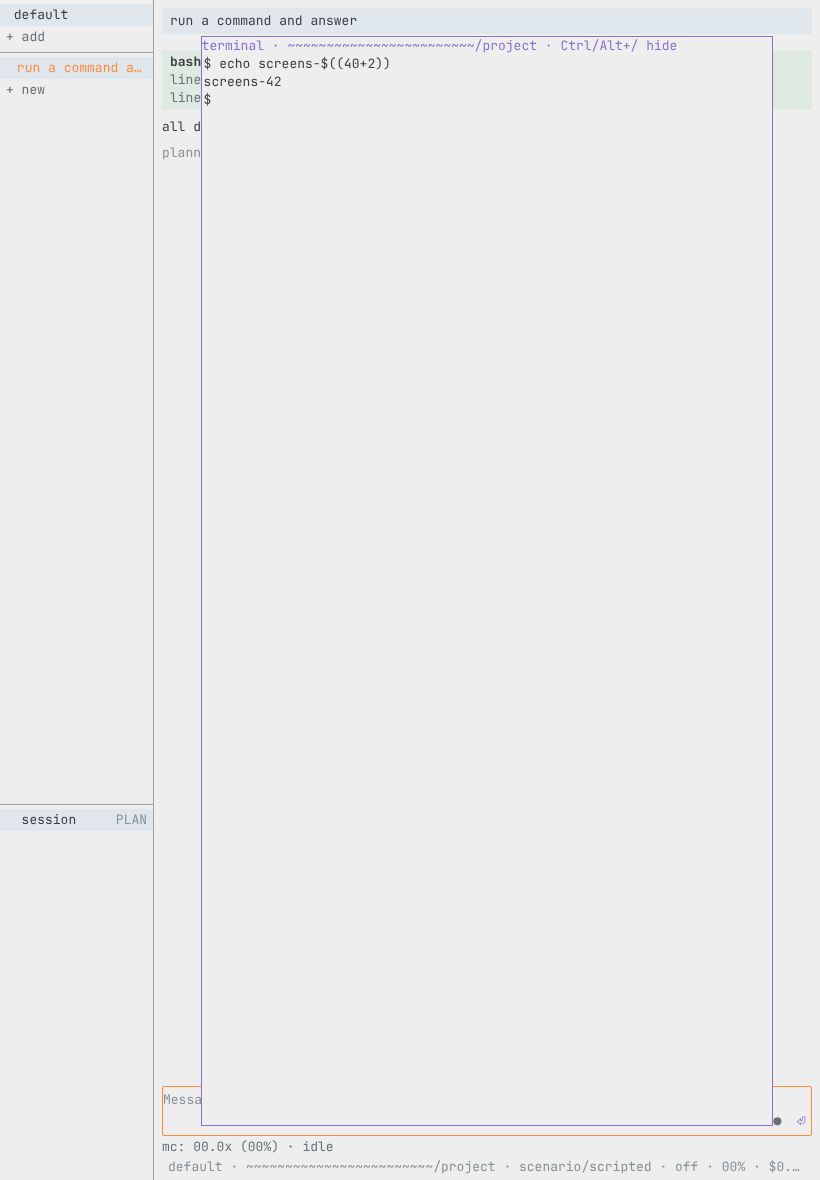 default
+ add
run a command a…
+ new
session PLAN
run a command and answer
terminal · ~~~~~~~~~~~~~~~~~~~~~~~~/project · Ctrl/Alt+/ hide
bash
$ echo screens-$((40+2))
line
screens-42
line
$
all d
plann
Messa
● ⏎
mc: 00.0x (00%) · idle
default · ~~~~~~~~~~~~~~~~~~~~~~~~/project · scenario/scripted · off · 00% · $0.…